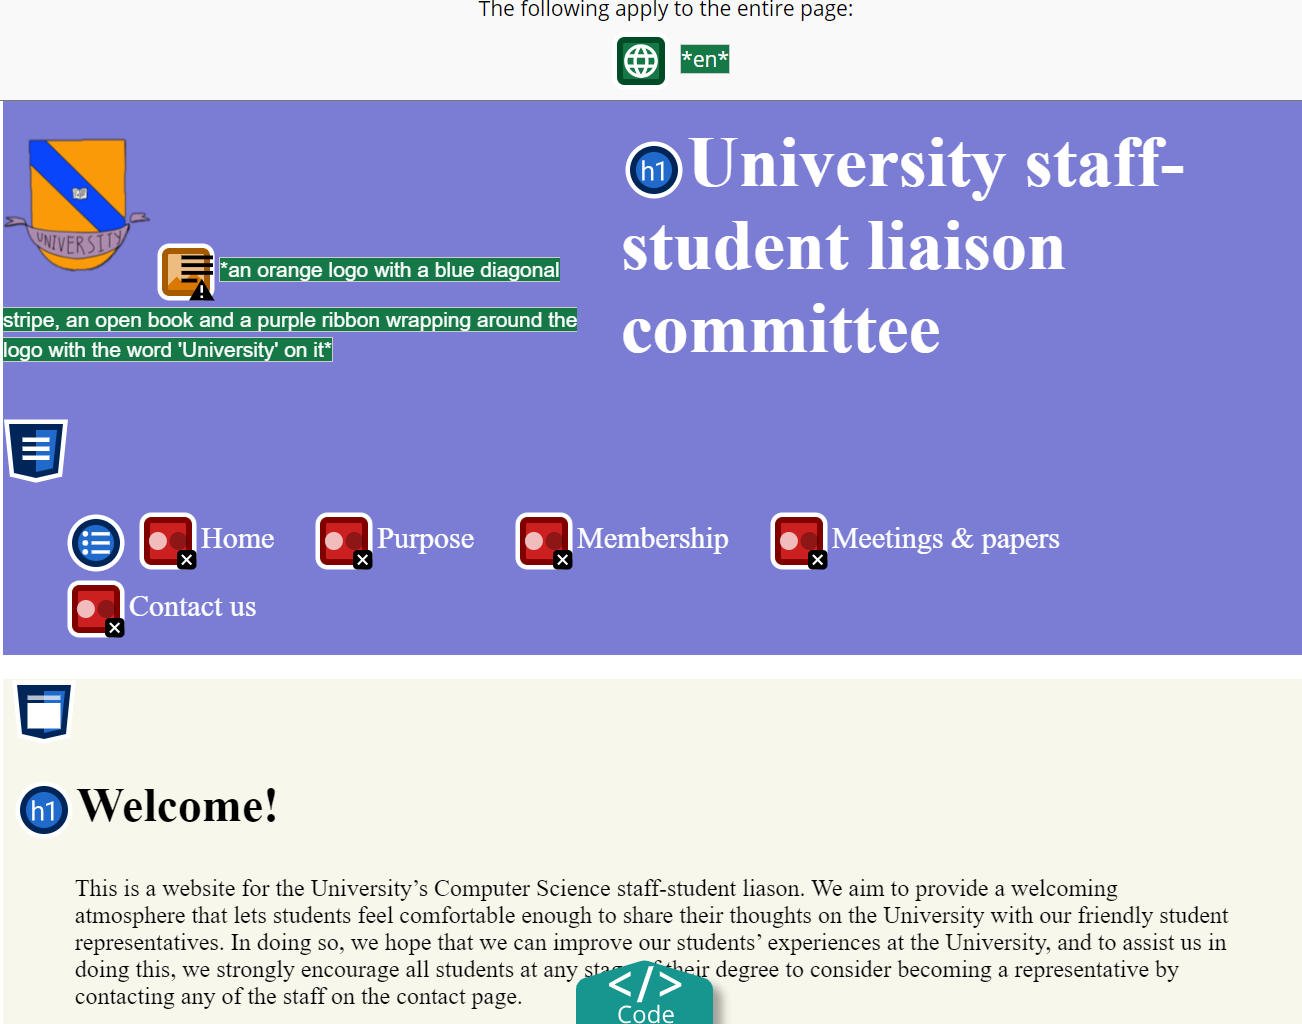 The following apply to the entire page:
*en*
UNIVERSITY
h1 University staff-
student liaison
committee
*an orange logo with a blue diagonal
stripe, an open book and a purple ribbon wrapping around the
logo with the word 'University' on it*
Home Purpose Membership Meetings & papers
Contact us
h1 Welcome!
This is a website for the University’s Computer Science staff-student liason. We aim to provide a welcoming
atmosphere that lets students feel comfortable enough to share their thoughts on the University with our friendly student
representatives. In doing so, we hope that we can improve our students’ experiences at the University, and to assist us in
doing this, we strongly encourage all students at any stage of their degree to consider becoming a representative by
contacting any of the staff on the contact page.
</> Code